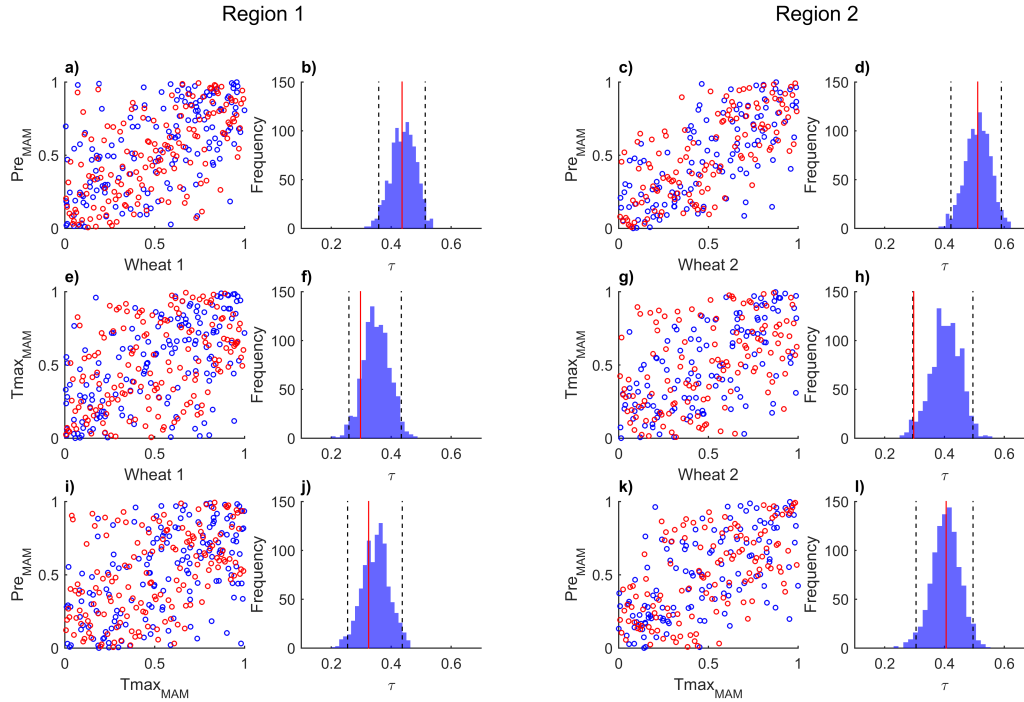 Region 1 Region 2
a) b) c) d)
1 0.5 0 Pre_MAM 0 0.5 1 Wheat 1
150 100 50 0 Frequency 0.2 0.4 0.6 τ
1 0.5 0 Pre_MAM 0 0.5 1 Wheat 2
150 100 50 0 Frequency 0.2 0.4 0.6 τ
e) f) g) h)
1 0.5 0 Tmax_MAM 0 0.5 1 Wheat 1
150 100 50 0 Frequency 0.2 0.4 0.6 τ
1 0.5 0 Tmax_MAM 0 0.5 1 Wheat 2
150 100 50 0 Frequency 0.2 0.4 0.6 τ
i) j) k) l)
1 0.5 0 Pre_MAM 0 0.5 1 Tmax_MAM
150 100 50 0 Frequency 0.2 0.4 0.6 τ
1 0.5 0 Pre_MAM 0 0.5 1 Tmax_MAM
150 100 50 0 Frequency 0.2 0.4 0.6 τ